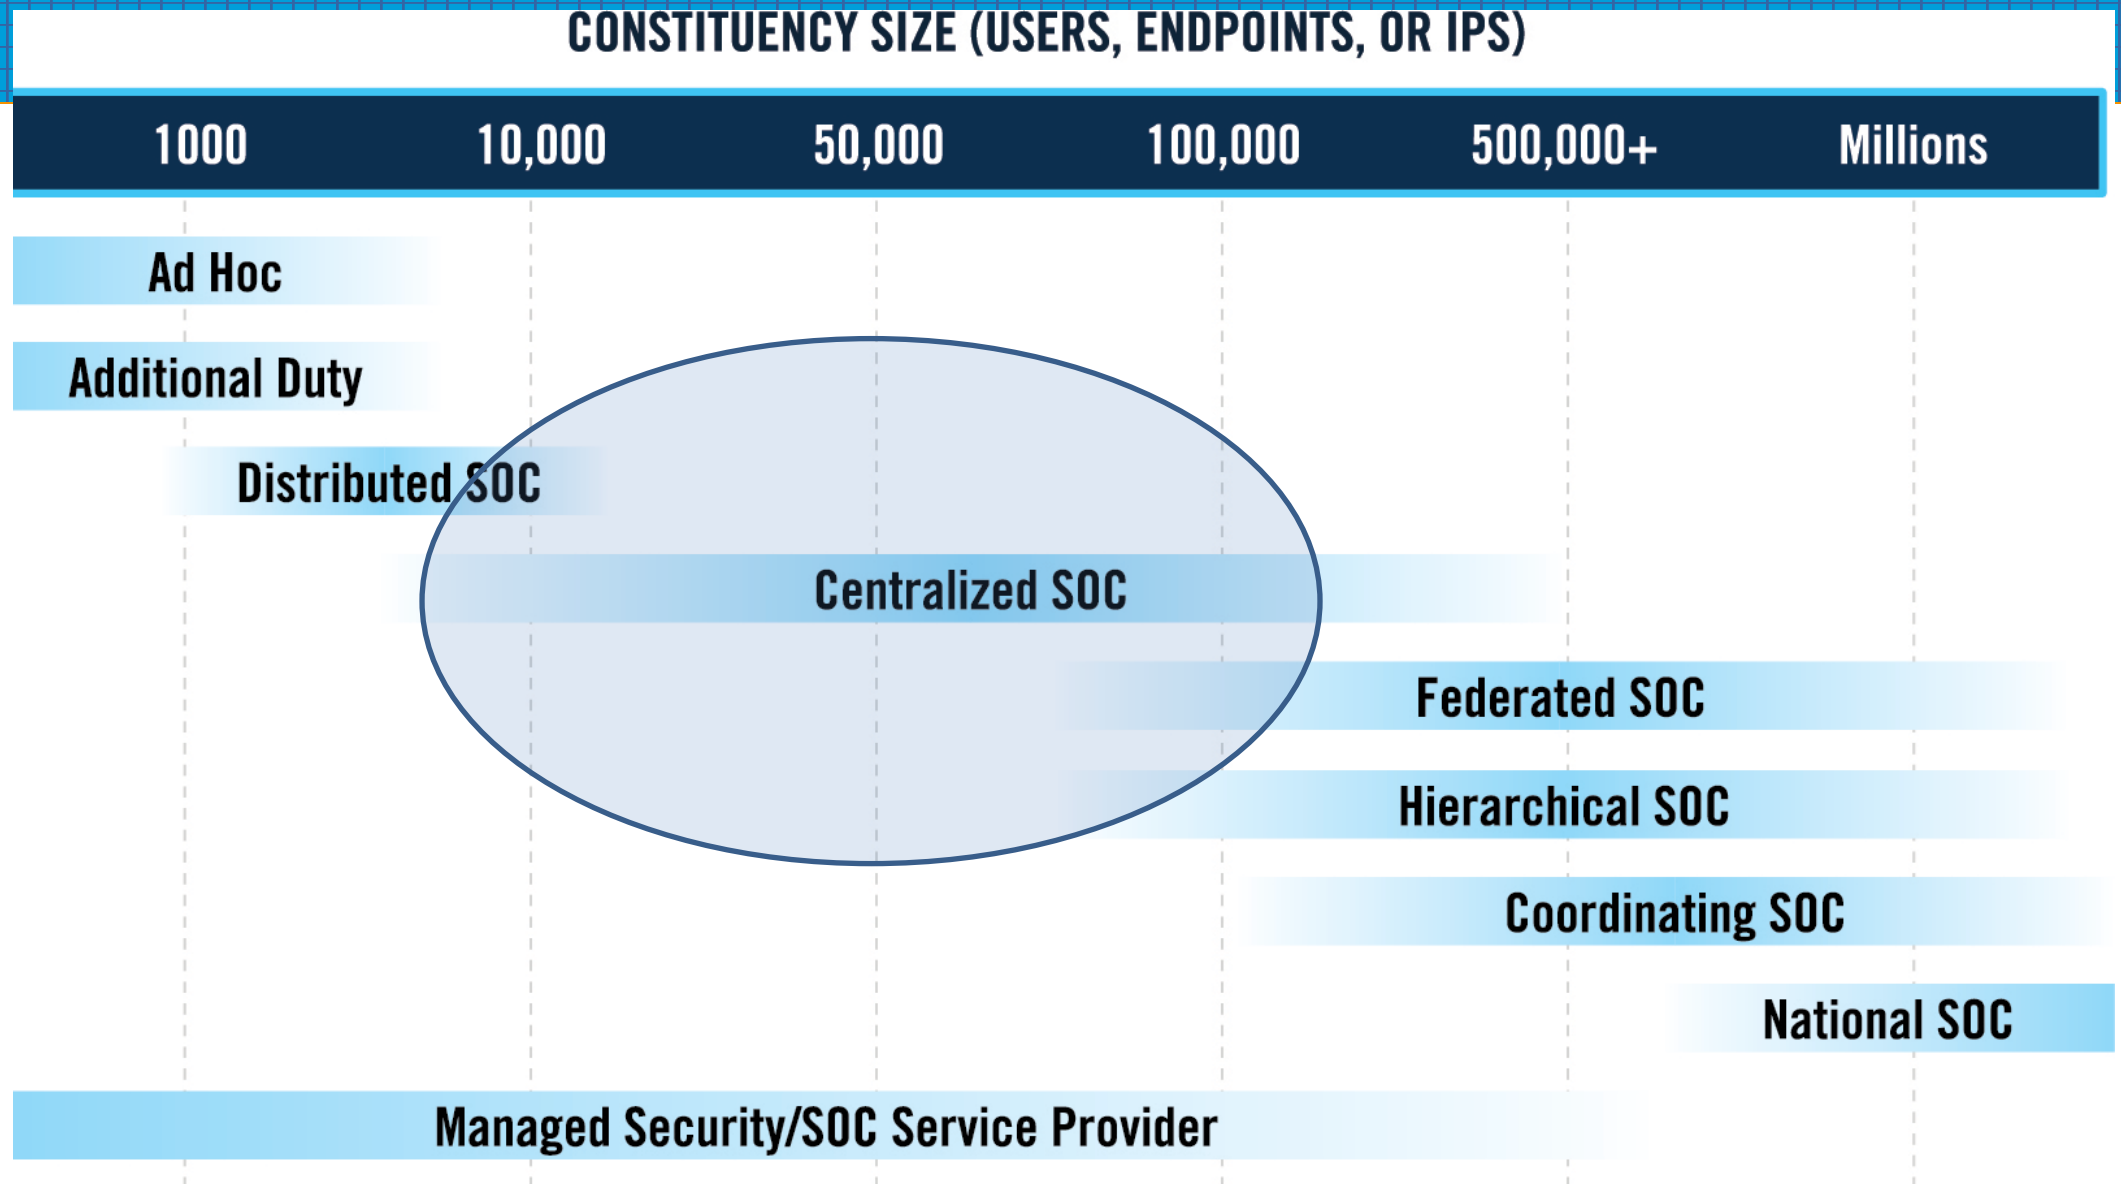 CONSTITUENCY SIZE (USERS, ENDPOINTS, OR IPS)
1000 10,000 50,000 100,000 500,000+ Millions
Ad Hoc
Additional Duty
Distributed SOC
Centralized SOC
Federated SOC
Hierarchical SOC
Coordinating SOC
National SOC
Managed Security/SOC Service Provider